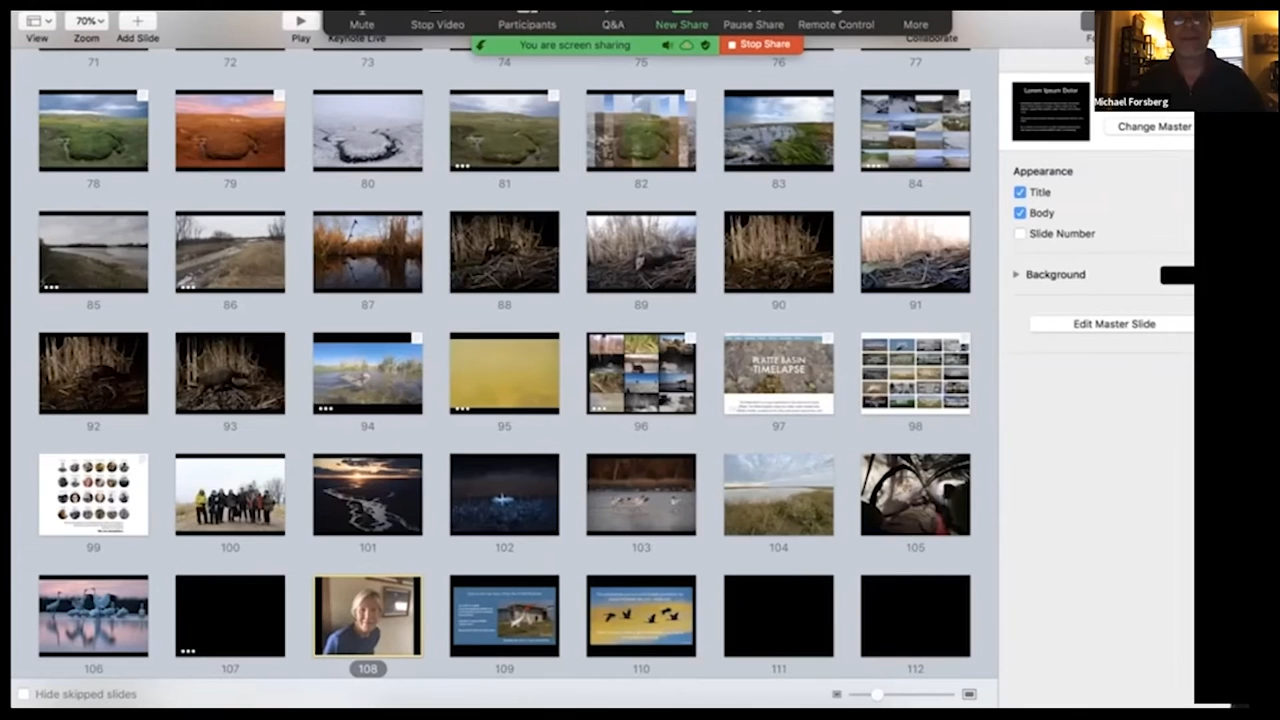 Mute Stop Video Participants Q&A New Share Pause Share Remote Control More
70%
View Zoom Add Slide Play Keynote Live Collaborate
You are screen sharing Stop Share
71 72 73 74 75 76 77
Michael Forsberg
Lorem Ipsum Dolor
Change Master
78 79 80 81 82 83 84
Appearance
Title
Body
Slide Number
Background
85 86 87 88 89 90 91
Edit Master Slide
PLATTE BASIN
TIMELAPSE
92 93 94 95 96 97 98
99 100 101 102 103 104 105
106 107 108 109 110 111 112
Hide skipped slides